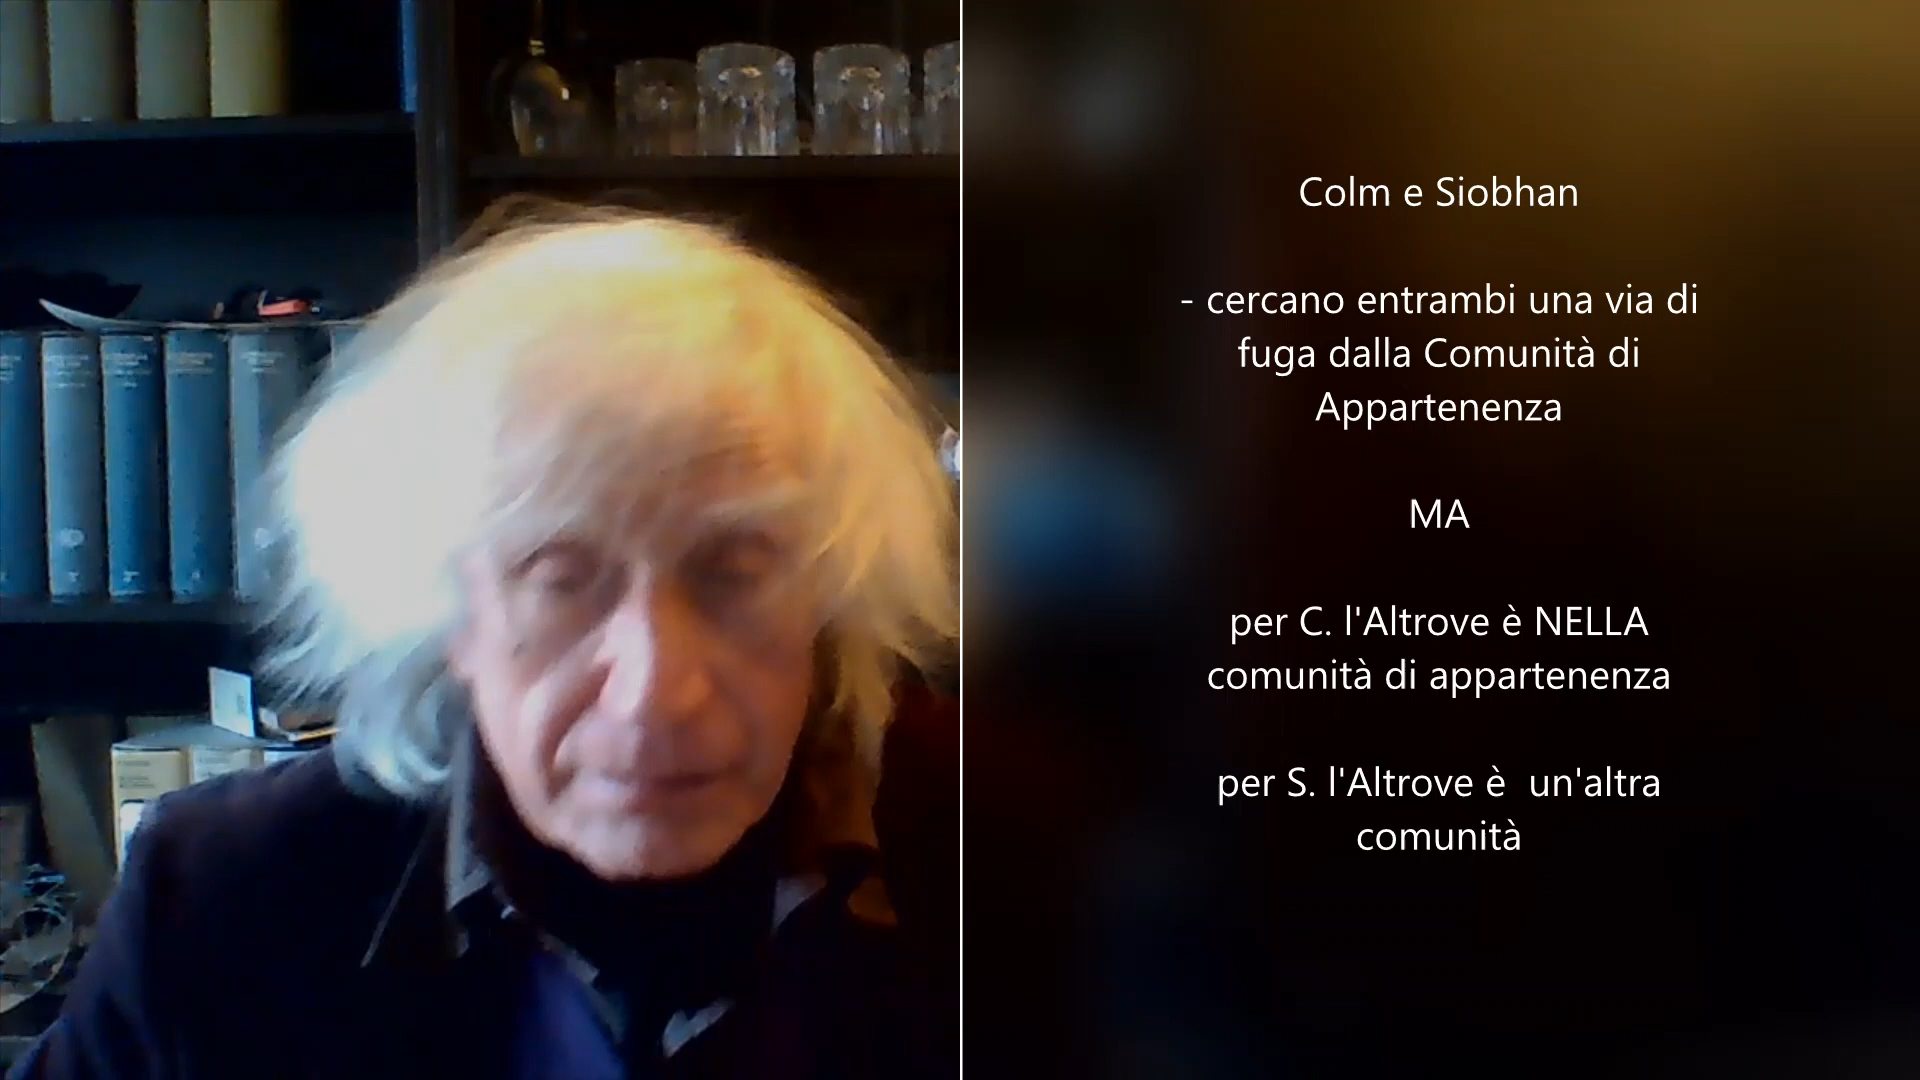 Colm e Siobhan
- cercano entrambi una via di
fuga dalla Comunità di
Appartenenza
MA
per C. l'Altrove è NELLA
comunità di appartenenza
per S. l'Altrove è  un'altra
comunità